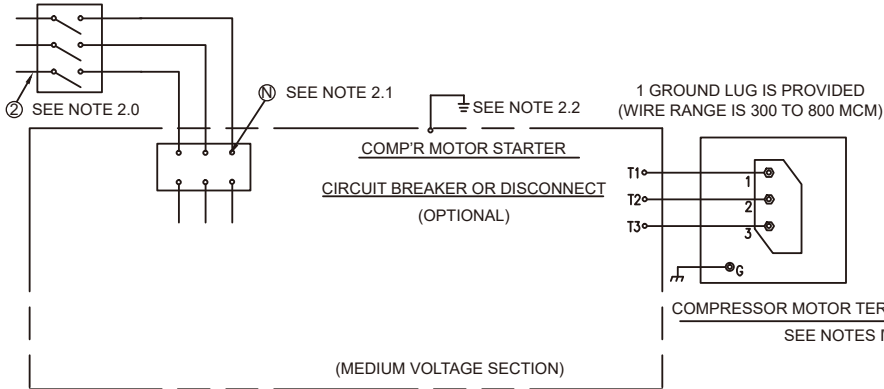 ② SEE NOTE 2.0
Ⓝ SEE NOTE 2.1
SEE NOTE 2.2
COMP'R MOTOR STARTER
CIRCUIT BREAKER OR DISCONNECT
(OPTIONAL)
(MEDIUM VOLTAGE SECTION)
1 GROUND LUG IS PROVIDED
(WIRE RANGE IS 300 TO 800 MCM)
T1 1
T2 2
T3 3
G
COMPRESSOR MOTOR
SEE NOTES